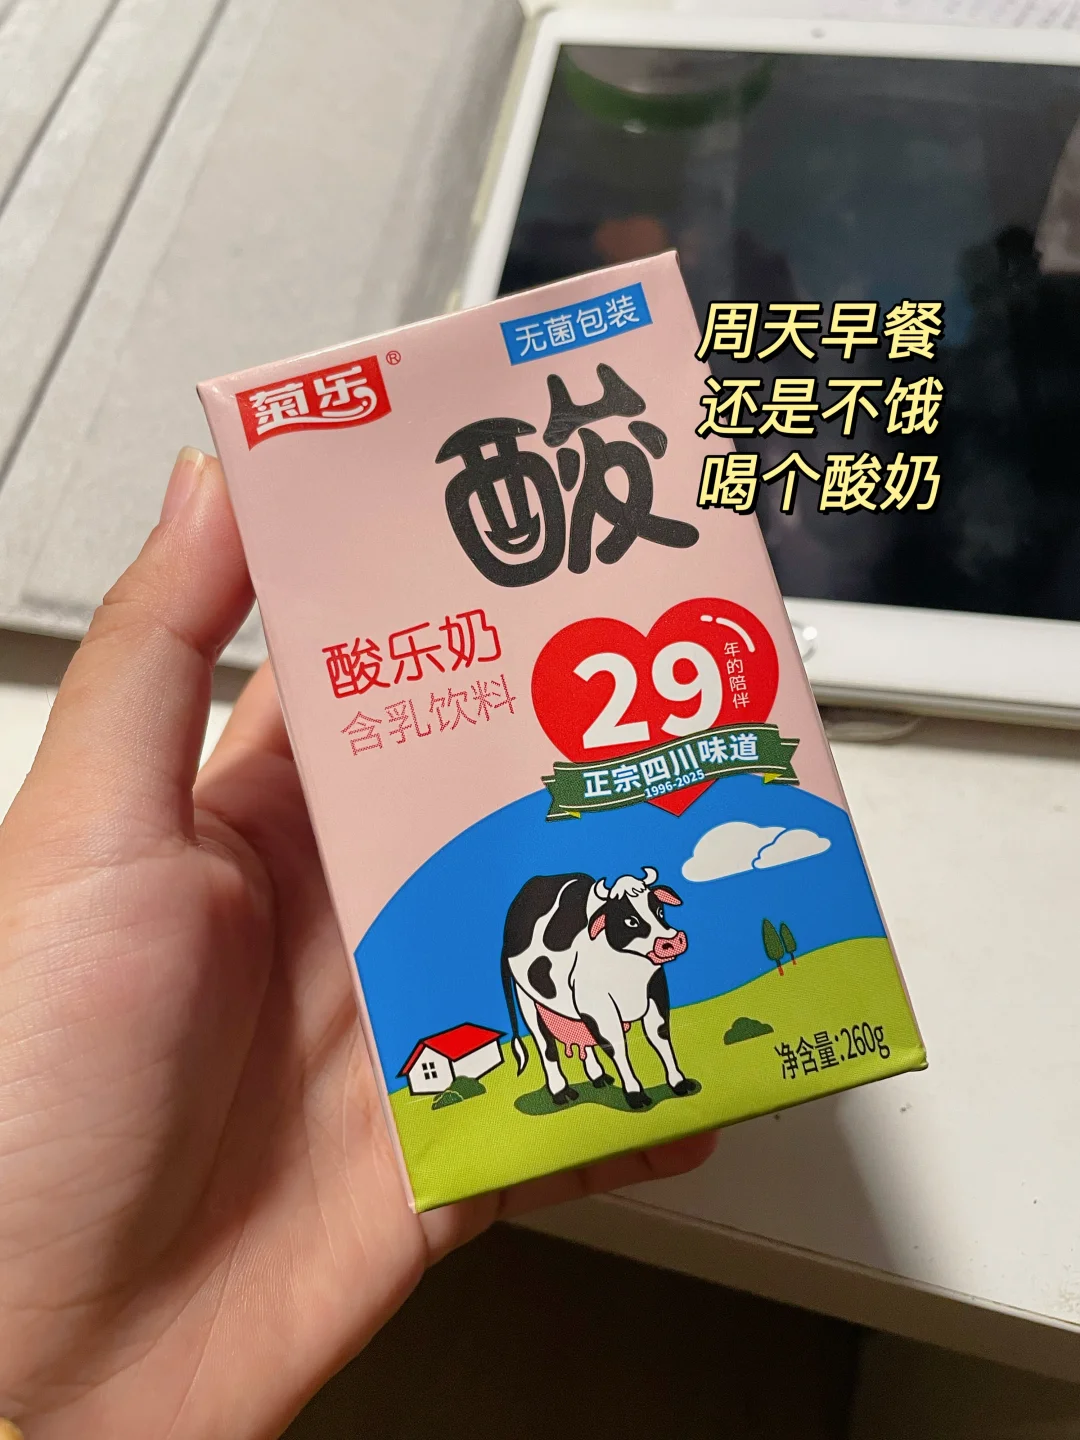 无菌包装
菊乐®
酸
周天早餐
还是不饿
喝个酸奶
酸乐奶
含乳饮料
29
年的陪伴
正宗四川味道
1996-2025
净含量:260g